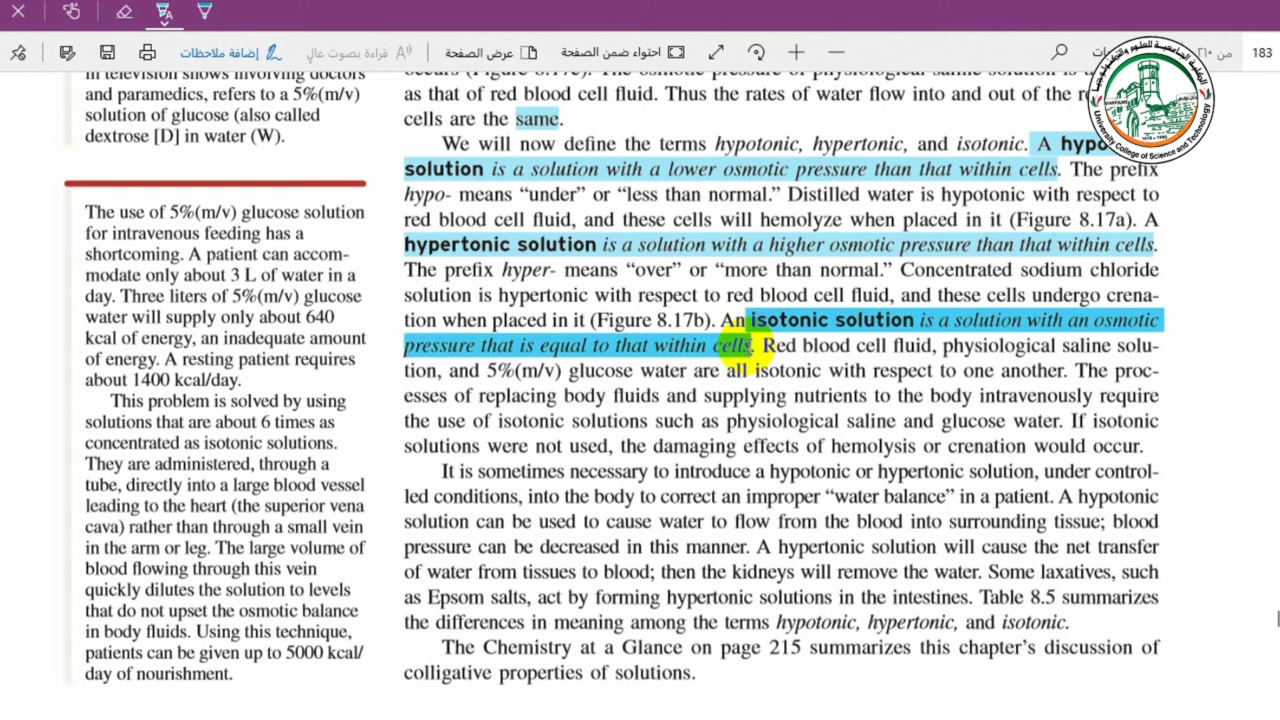 إضافة ملاحظات
قراءة بصوت عالٍ
عرض الصفحة
احتواء ضمن الصفحة
183
University College of Science and Technology
in television shows involving doctors
and paramedics, refers to a 5%(m/v)
solution of glucose (also called
dextrose [D] in water (W).
The use of 5%(m/v) glucose solution
for intravenous feeding has a
shortcoming. A patient can accom-
modate only about 3 L of water in a
day. Three liters of 5%(m/v) glucose
water will supply only about 640
kcal of energy, an inadequate amount
of energy. A resting patient requires
about 1400 kcal/day.
This problem is solved by using
solutions that are about 6 times as
concentrated as isotonic solutions.
They are administered, through a
tube, directly into a large blood vessel
leading to the heart (the superior vena
cava) rather than through a small vein
in the arm or leg. The large volume of
blood flowing through this vein
quickly dilutes the solution to levels
that do not upset the osmotic balance
in body fluids. Using this technique,
patients can be given up to 5000 kcal/
day of nourishment.
occurs (Figure 8.17c). The osmotic pressure of physiological saline solution is
as that of red blood cell fluid. Thus the rates of water flow into and out of the
cells are the same.
We will now define the terms hypotonic, hypertonic, and isotonic. A
solution is a solution with a lower osmotic pressure than that within cells. The prefix
hypo- means “under” or “less than normal.” Distilled water is hypotonic with respect to
red blood cell fluid, and these cells will hemolyze when placed in it (Figure 8.17a). A
hypertonic solution is a solution with a higher osmotic pressure than that within cells.
The prefix hyper- means “over” or “more than normal.” Concentrated sodium chloride
solution is hypertonic with respect to red blood cell fluid, and these cells undergo crena-
tion when placed in it (Figure 8.17b). An isotonic solution is a solution with an osmotic
pressure that is equal to that within cells. Red blood cell fluid, physiological saline solu-
tion, and 5%(m/v) glucose water are all isotonic with respect to one another. The proc-
esses of replacing body fluids and supplying nutrients to the body intravenously require
the use of isotonic solutions such as physiological saline and glucose water. If isotonic
solutions were not used, the damaging effects of hemolysis or crenation would occur.
It is sometimes necessary to introduce a hypotonic or hypertonic solution, under control-
led conditions, into the body to correct an improper “water balance” in a patient. A hypotonic
solution can be used to cause water to flow from the blood into surrounding tissue; blood
pressure can be decreased in this manner. A hypertonic solution will cause the net transfer
of water from tissues to blood; then the kidneys will remove the water. Some laxatives, such
as Epsom salts, act by forming hypertonic solutions in the intestines. Table 8.5 summarizes
the differences in meaning among the terms hypotonic, hypertonic, and isotonic.
The Chemistry at a Glance on page 215 summarizes this chapter’s discussion of
colligative properties of solutions.